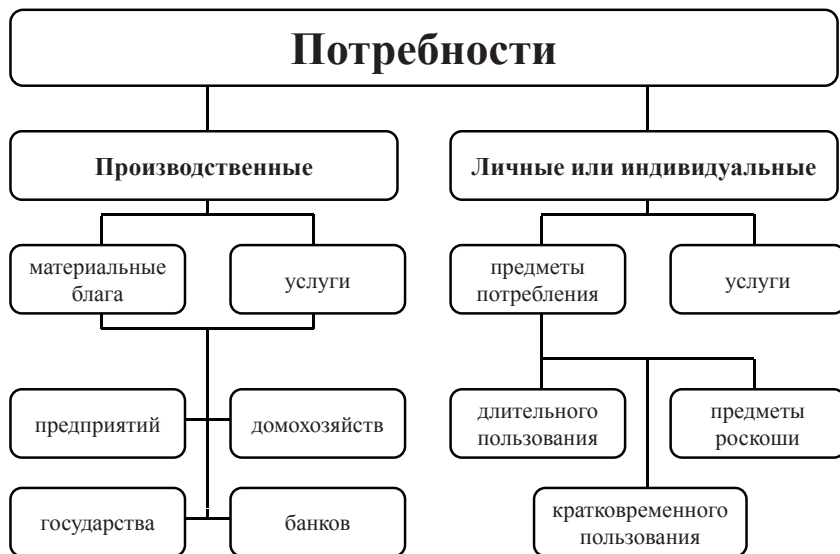 Потребности
Производственные
Личные или индивидуальные
материальные
блага
услуги
предметы
потребления
услуги
предприятий
домохозяйств
длительного
пользования
предметы
роскоши
государства
банков
кратковременного
пользования